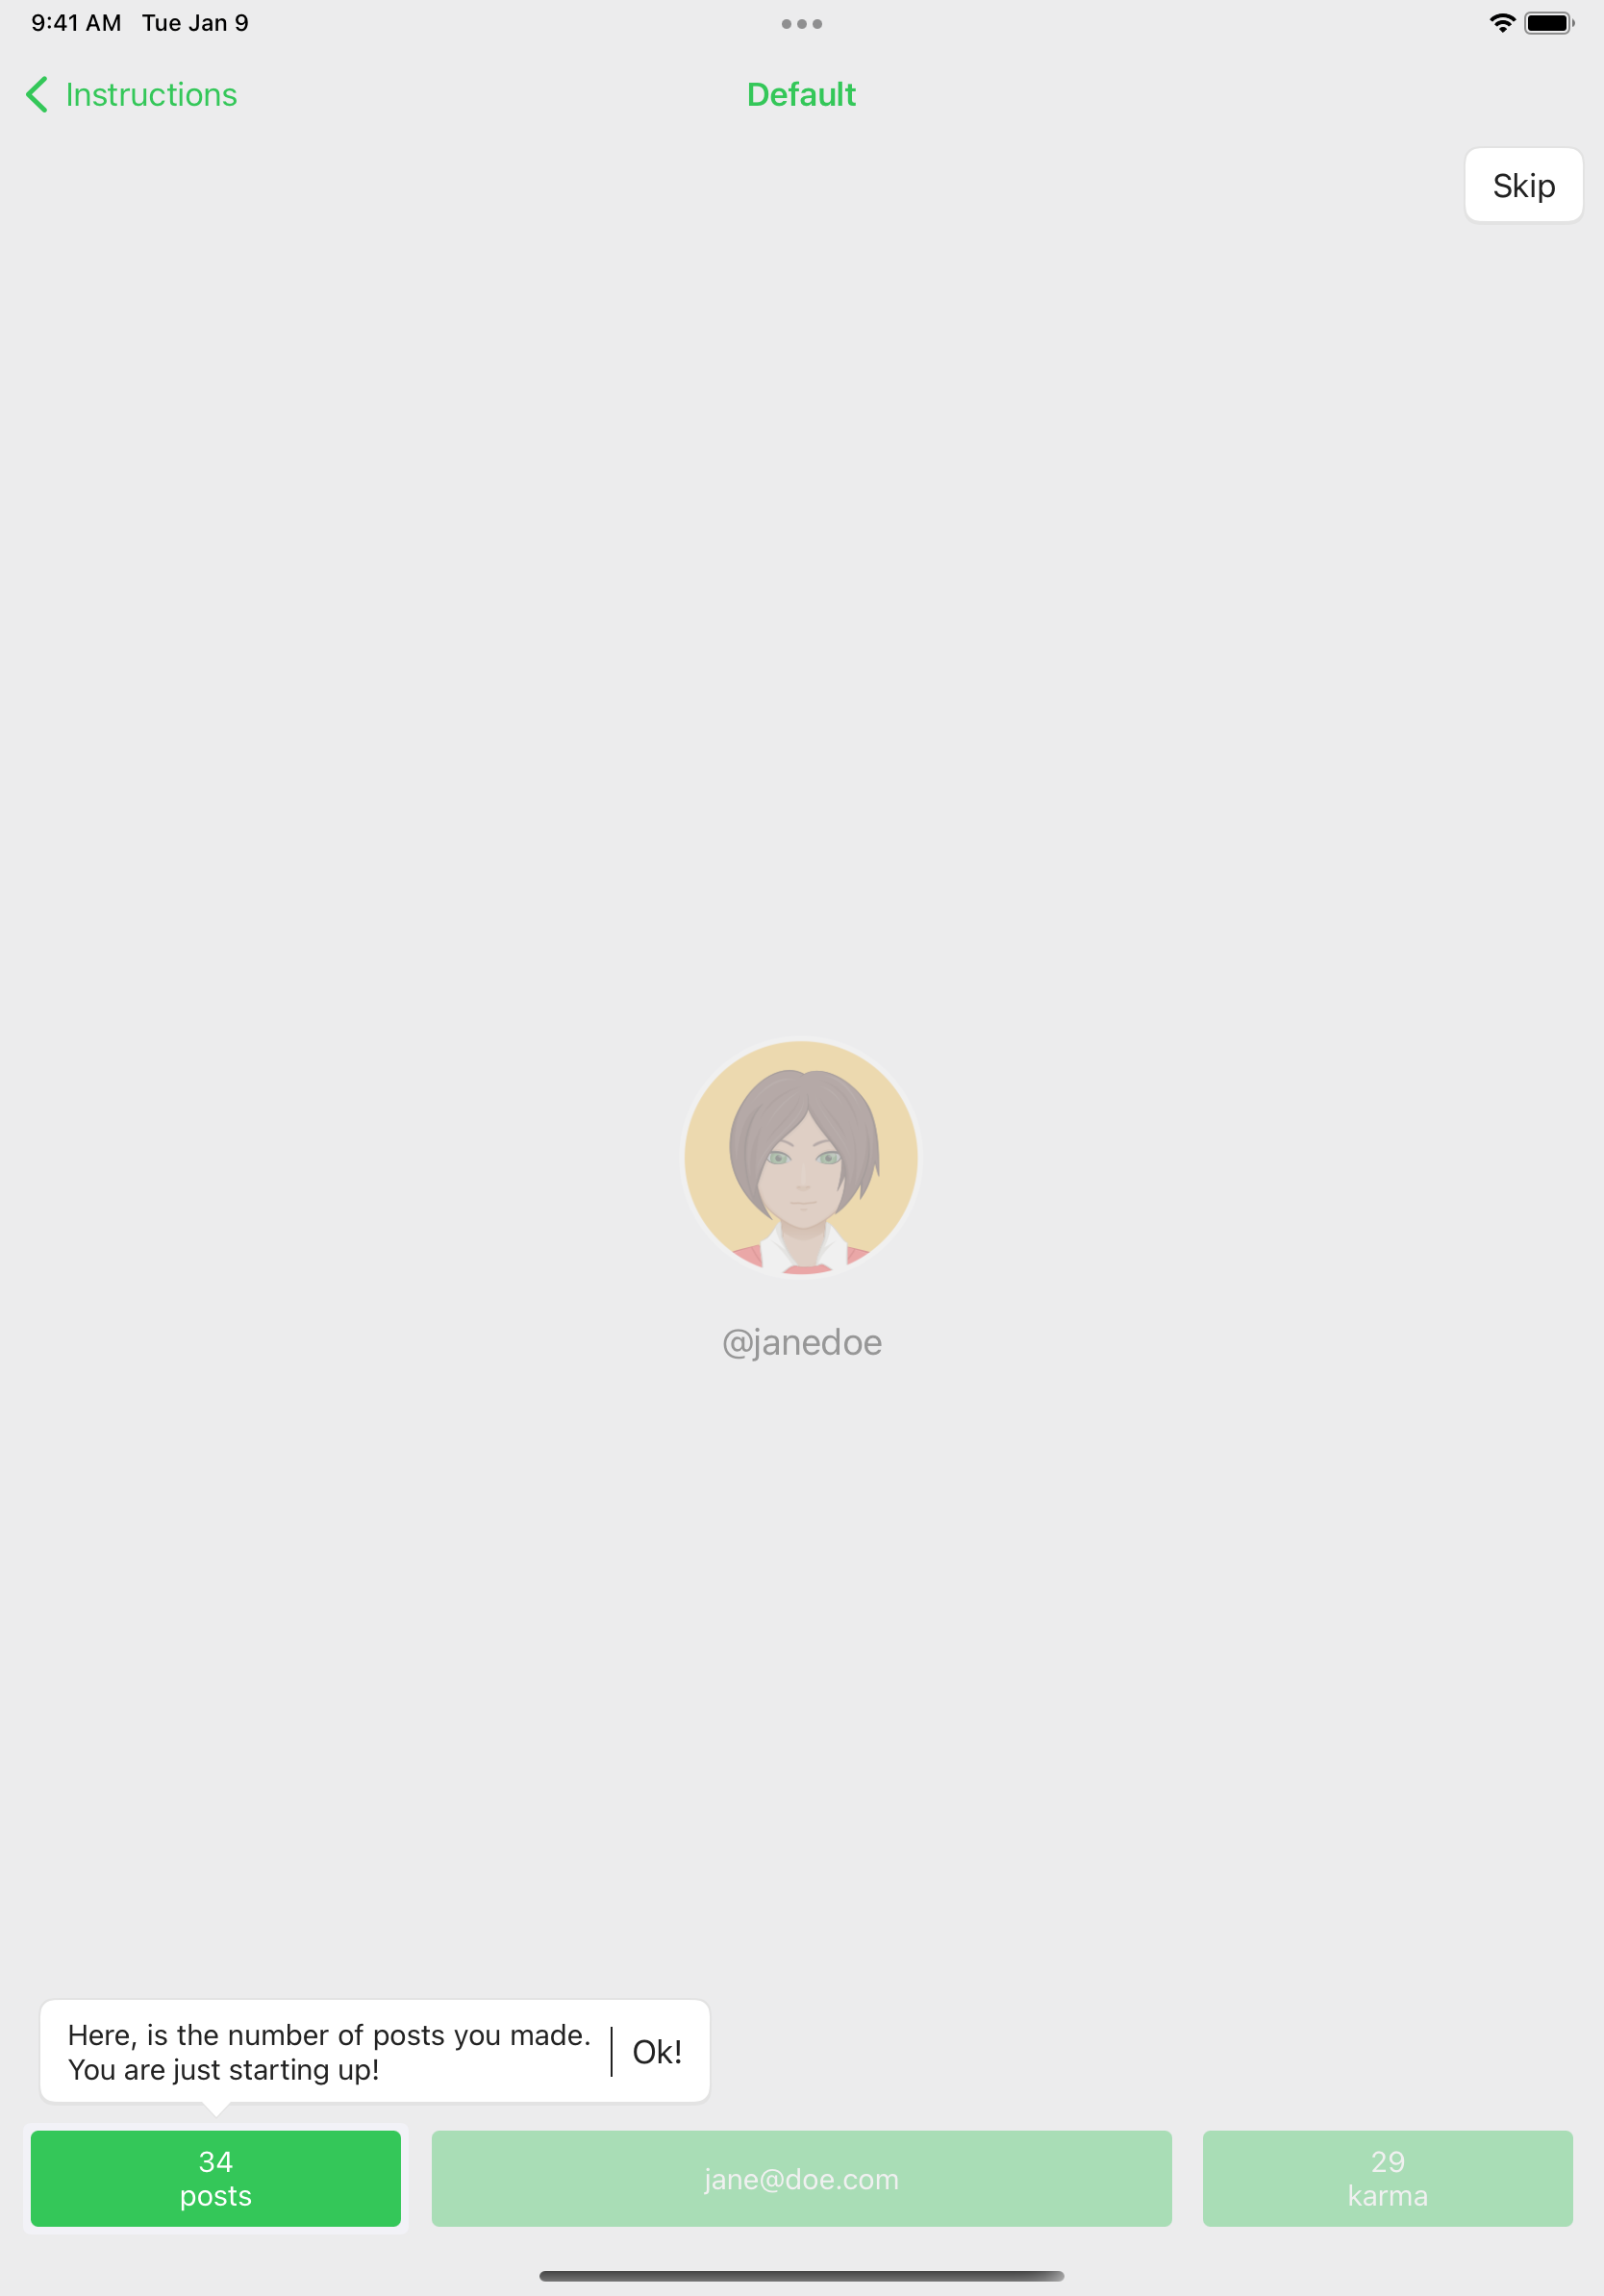 9:41 AM Tue Jan 9
Instructions
Default
Skip
@janedoe
Here, is the number of posts you made.
You are just starting up!
Ok!
34
posts
jane@doe.com
29
karma